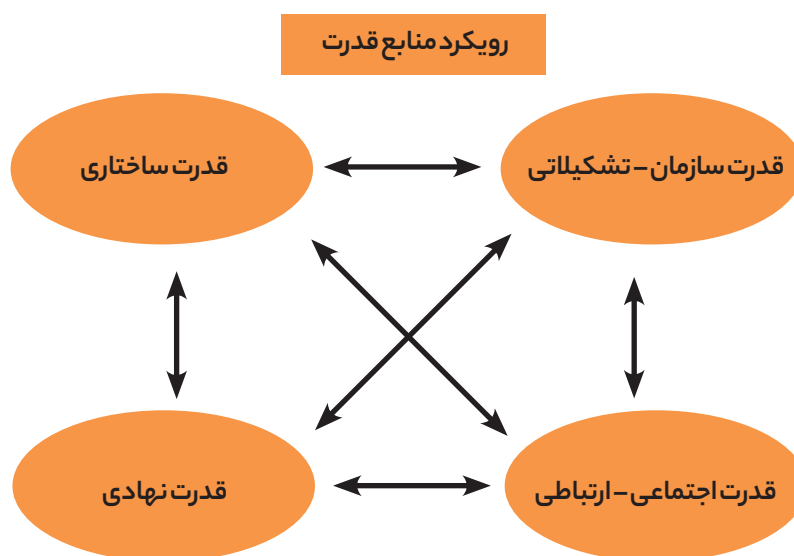 رویکرد منابع قدرت
قدرت سازمان – تشکیلاتی
قدرت ساختاری
قدرت اجتماعی – ارتباطی
قدرت نهادی